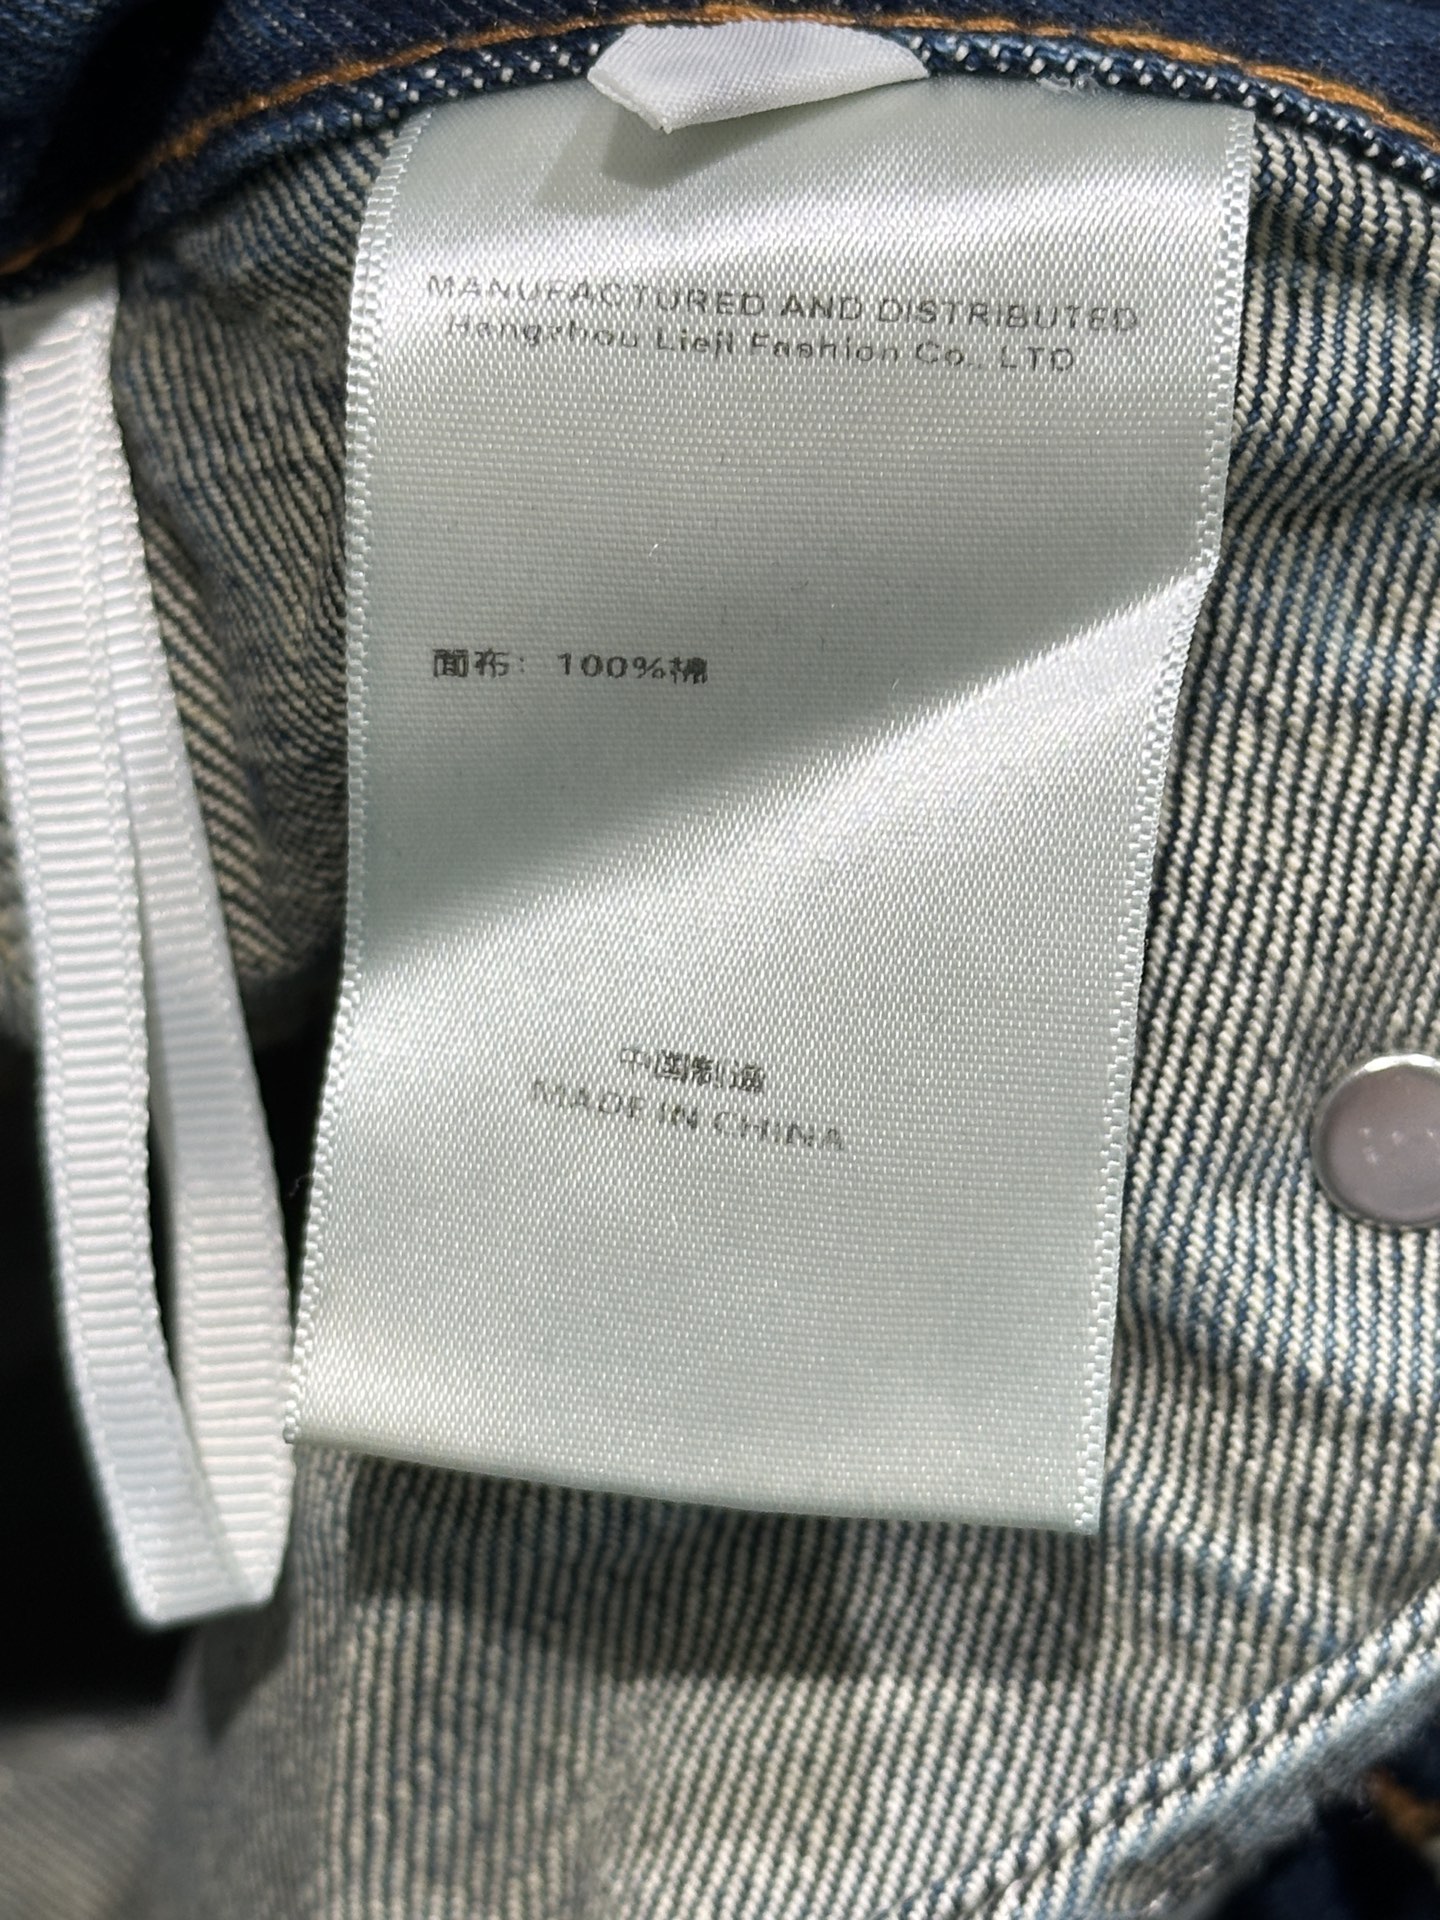 MANUFACTURED AND DISTRIBUTED
Hangzhou Lieji Fashion Co., LTD
面布：100%棉
中国制造
MADE IN CHINA